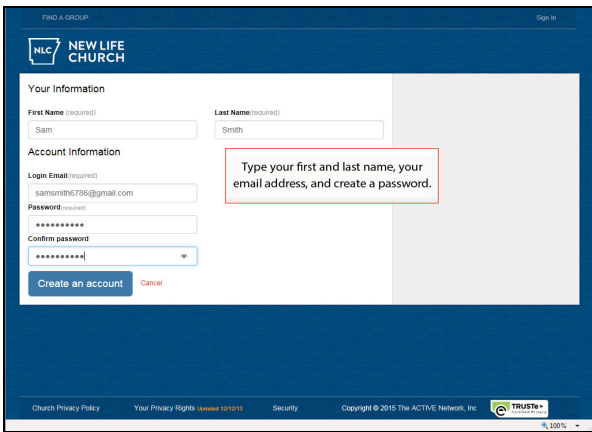 FIND A GROUP
Sign In
NLC
NEW LIFE
CHURCH
Your Information
First Name (required)
Last Name(required)
Sam
Smith
Account Information
Type your first and last name, your
email address, and create a password.
Login Email(required)
samsmith6786@gmail.com
Password(required)
●●●●●●●●●●
Confirm password
●●●●●●●●●●
Create an account
Cancel
Church Privacy Policy
Your Privacy Rights Updated 12/12/13
Security
Copyright © 2015 The ACTIVE Network, Inc
TRUSTe
Certified Privacy
100%